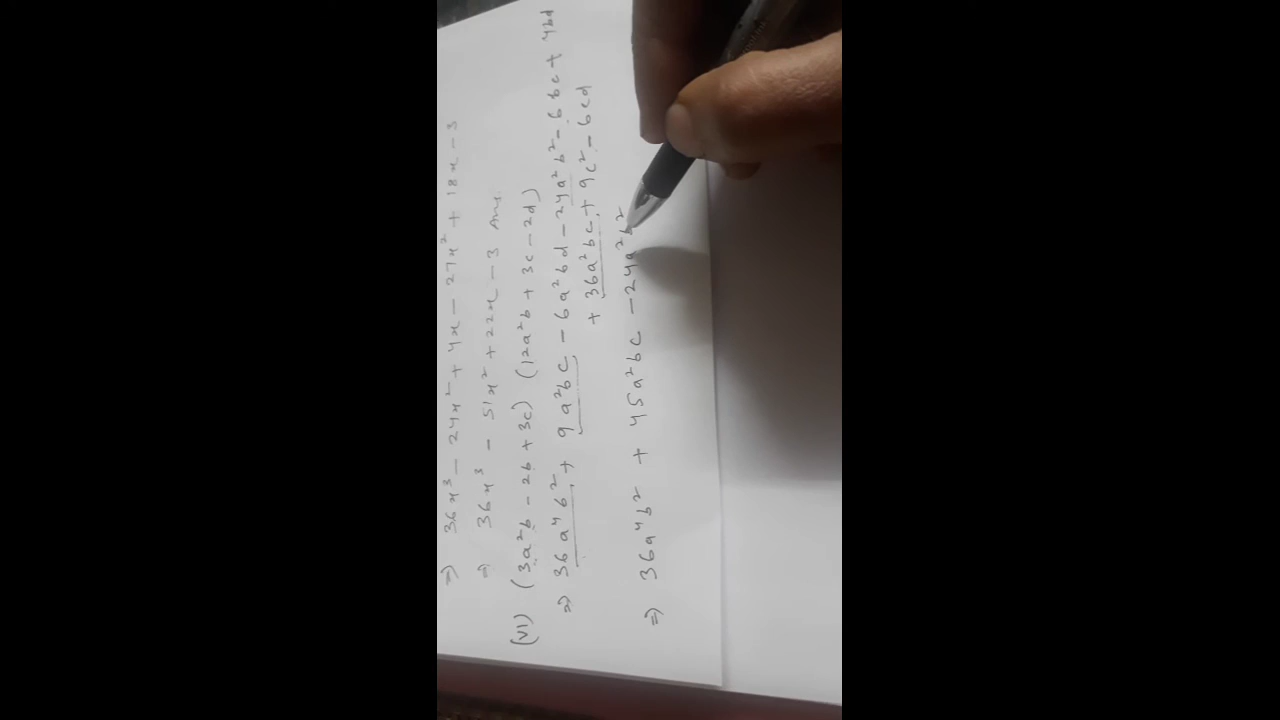 =) 36x³ - 24x² + 4x - 27x² + 18x - 3
=) 36x³ - 51x² + 22x - 3 Ans.
(VI) (3a²b - 2b + 3c) (12a²b + 3c - 2d)
=) 36a⁴b² + 9a²bc - 6a²bd - 24a²b² - 6bc + 4bd
+ 36a²bc + 9c² - 6cd
=) 36a⁴b² + 45a²bc - 24a²b²